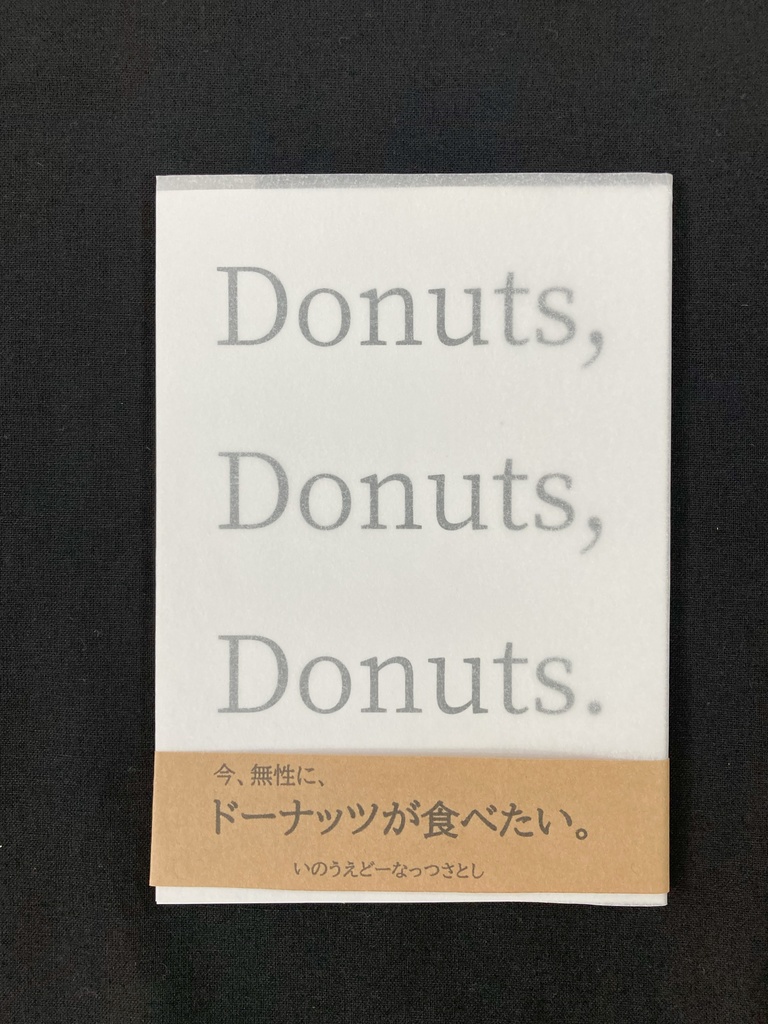 Donuts,
Donuts,
Donuts.
今、無性に、
ドーナッツが食べたい。
いのうえどーなっつさとし